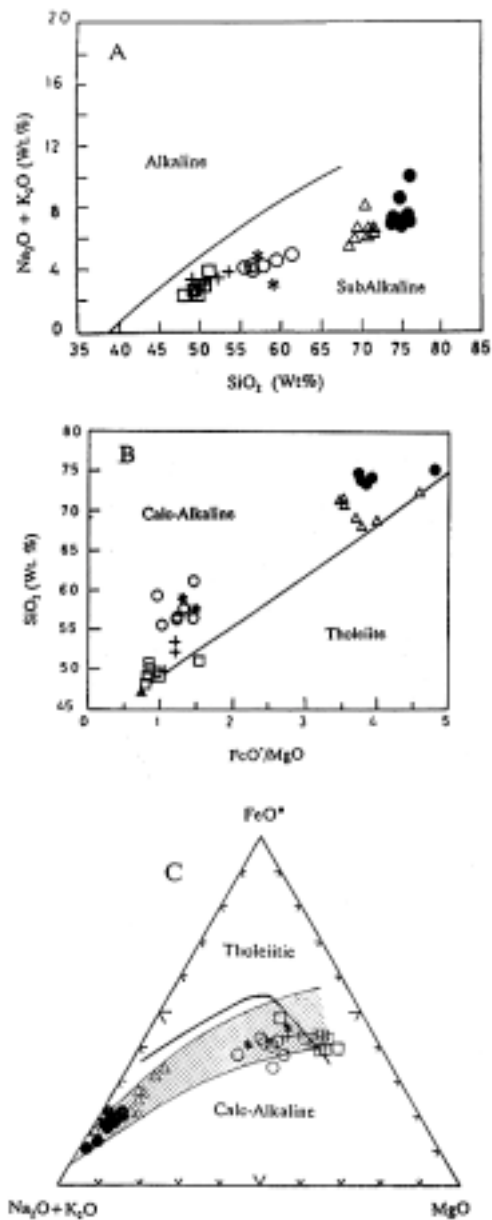 A
20
16
12
8
4
0
Na₂O + K₂O (Wt.%)
Alkaline
SubAlkaline
35 40 45 50 55 60 65 70 75 80 85
SiO₂ (Wt%)
B
80
75
70
65
60
55
50
45
SiO₂ (Wt. %)
Calc-Alkaline
Tholeiite
0 1 2 3 4 5
FeO*/MgO
FeO*
C
Tholeiitic
Calc-Alkaline
Na₂O+K₂O MgO